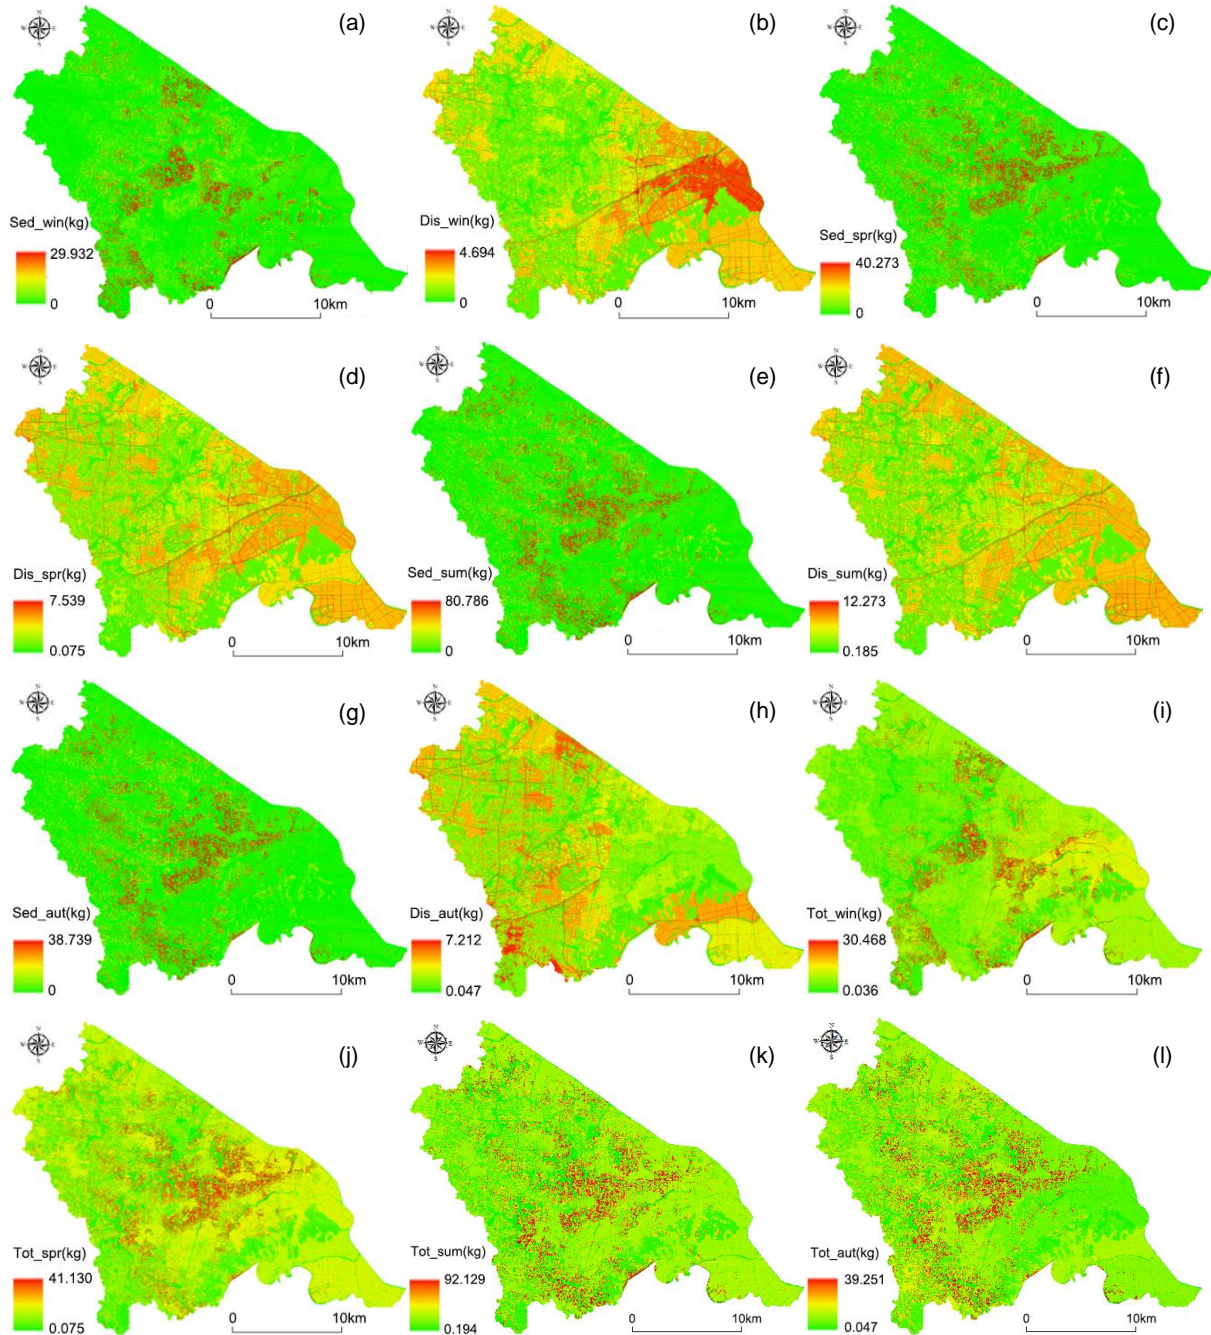 N
W E
S
(a)
Sed_win(kg)
29.932
0
0 10km
N
W E
S
(b)
Dis_win(kg)
4.694
0
0 10km
N
W E
S
(c)
Sed_spr(kg)
40.273
0
0 10km
N
W E
S
(d)
Dis_spr(kg)
7.539
0.075
0 10km
N
W E
S
(e)
Sed_sum(kg)
80.786
0
0 10km
N
W E
S
(f)
Dis_sum(kg)
12.273
0.185
0 10km
N
W E
S
(g)
Sed_aut(kg)
38.739
0
0 10km
N
W E
S
(h)
Dis_aut(kg)
7.212
0.047
0 10km
N
W E
S
(i)
Tot_win(kg)
30.468
0.036
0 10km
N
W E
S
(j)
Tot_spr(kg)
41.130
0.075
0 10km
N
W E
S
(k)
Tot_sum(kg)
92.129
0.194
0 10km
N
W E
S
(l)
Tot_aut(kg)
39.251
0.047
0 10km